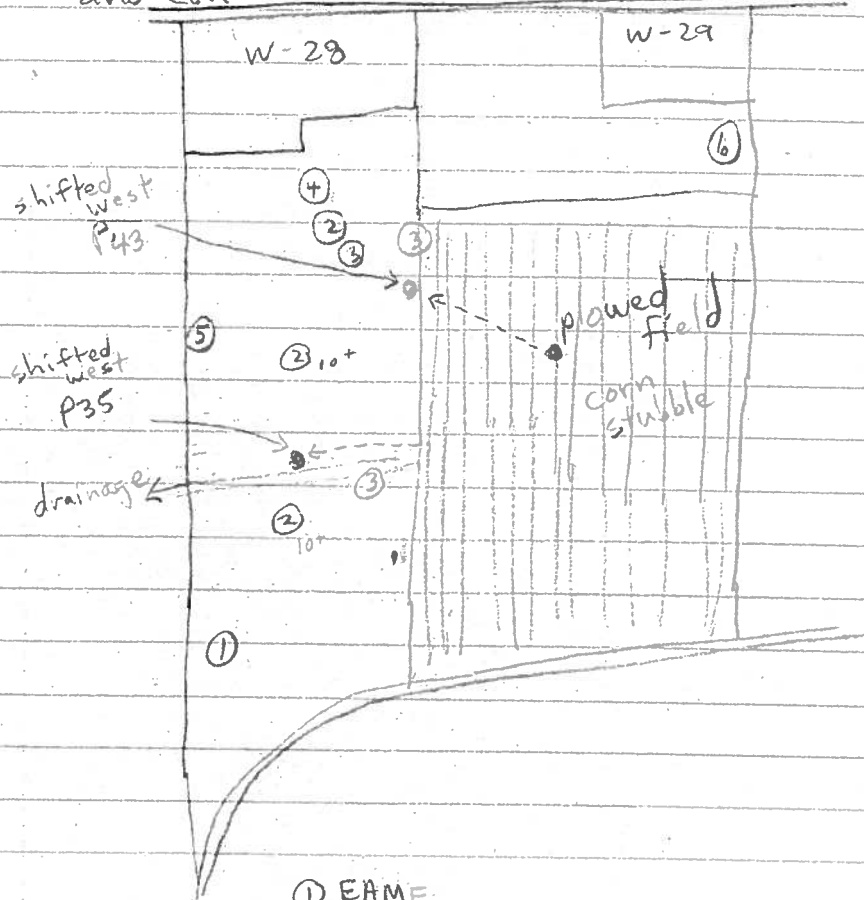 W-28
W-29
⑥
④
shifted
west
P43
②
③
③
plowed
field
⑤
② 10+
shifted
west
P35
corn
stubble
drainage
③
②
10+
①
① EAME